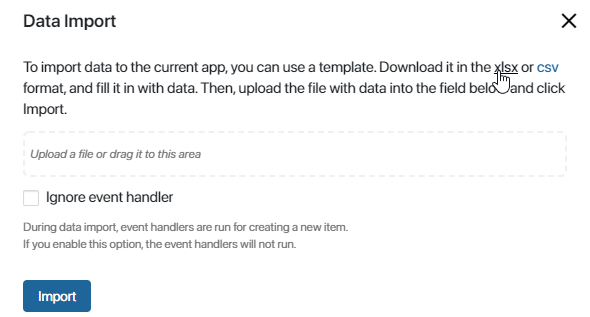 Data Import
To import data to the current app, you can use a template. Download it in the xlsx or csv
format, and fill it in with data. Then, upload the file with data into the field below and click
Import.
Upload a file or drag it to this area
Ignore event handler
During data import, event handlers are run for creating a new item.
If you enable this option, the event handlers will not run.
Import